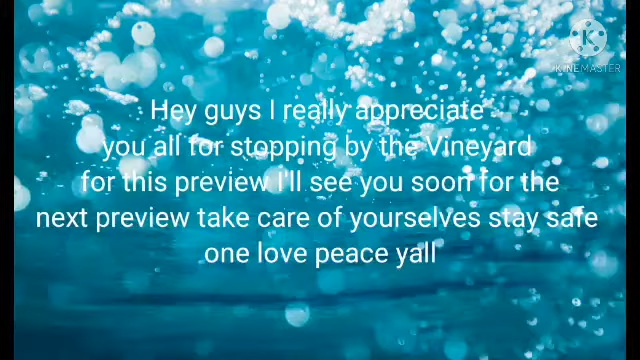 K
KINEMASTER
Hey guys I really appreciate
you all for stopping by the Vineyard
for this preview I'll see you soon for the
next preview take care of yourselves stay safe
one love peace yall